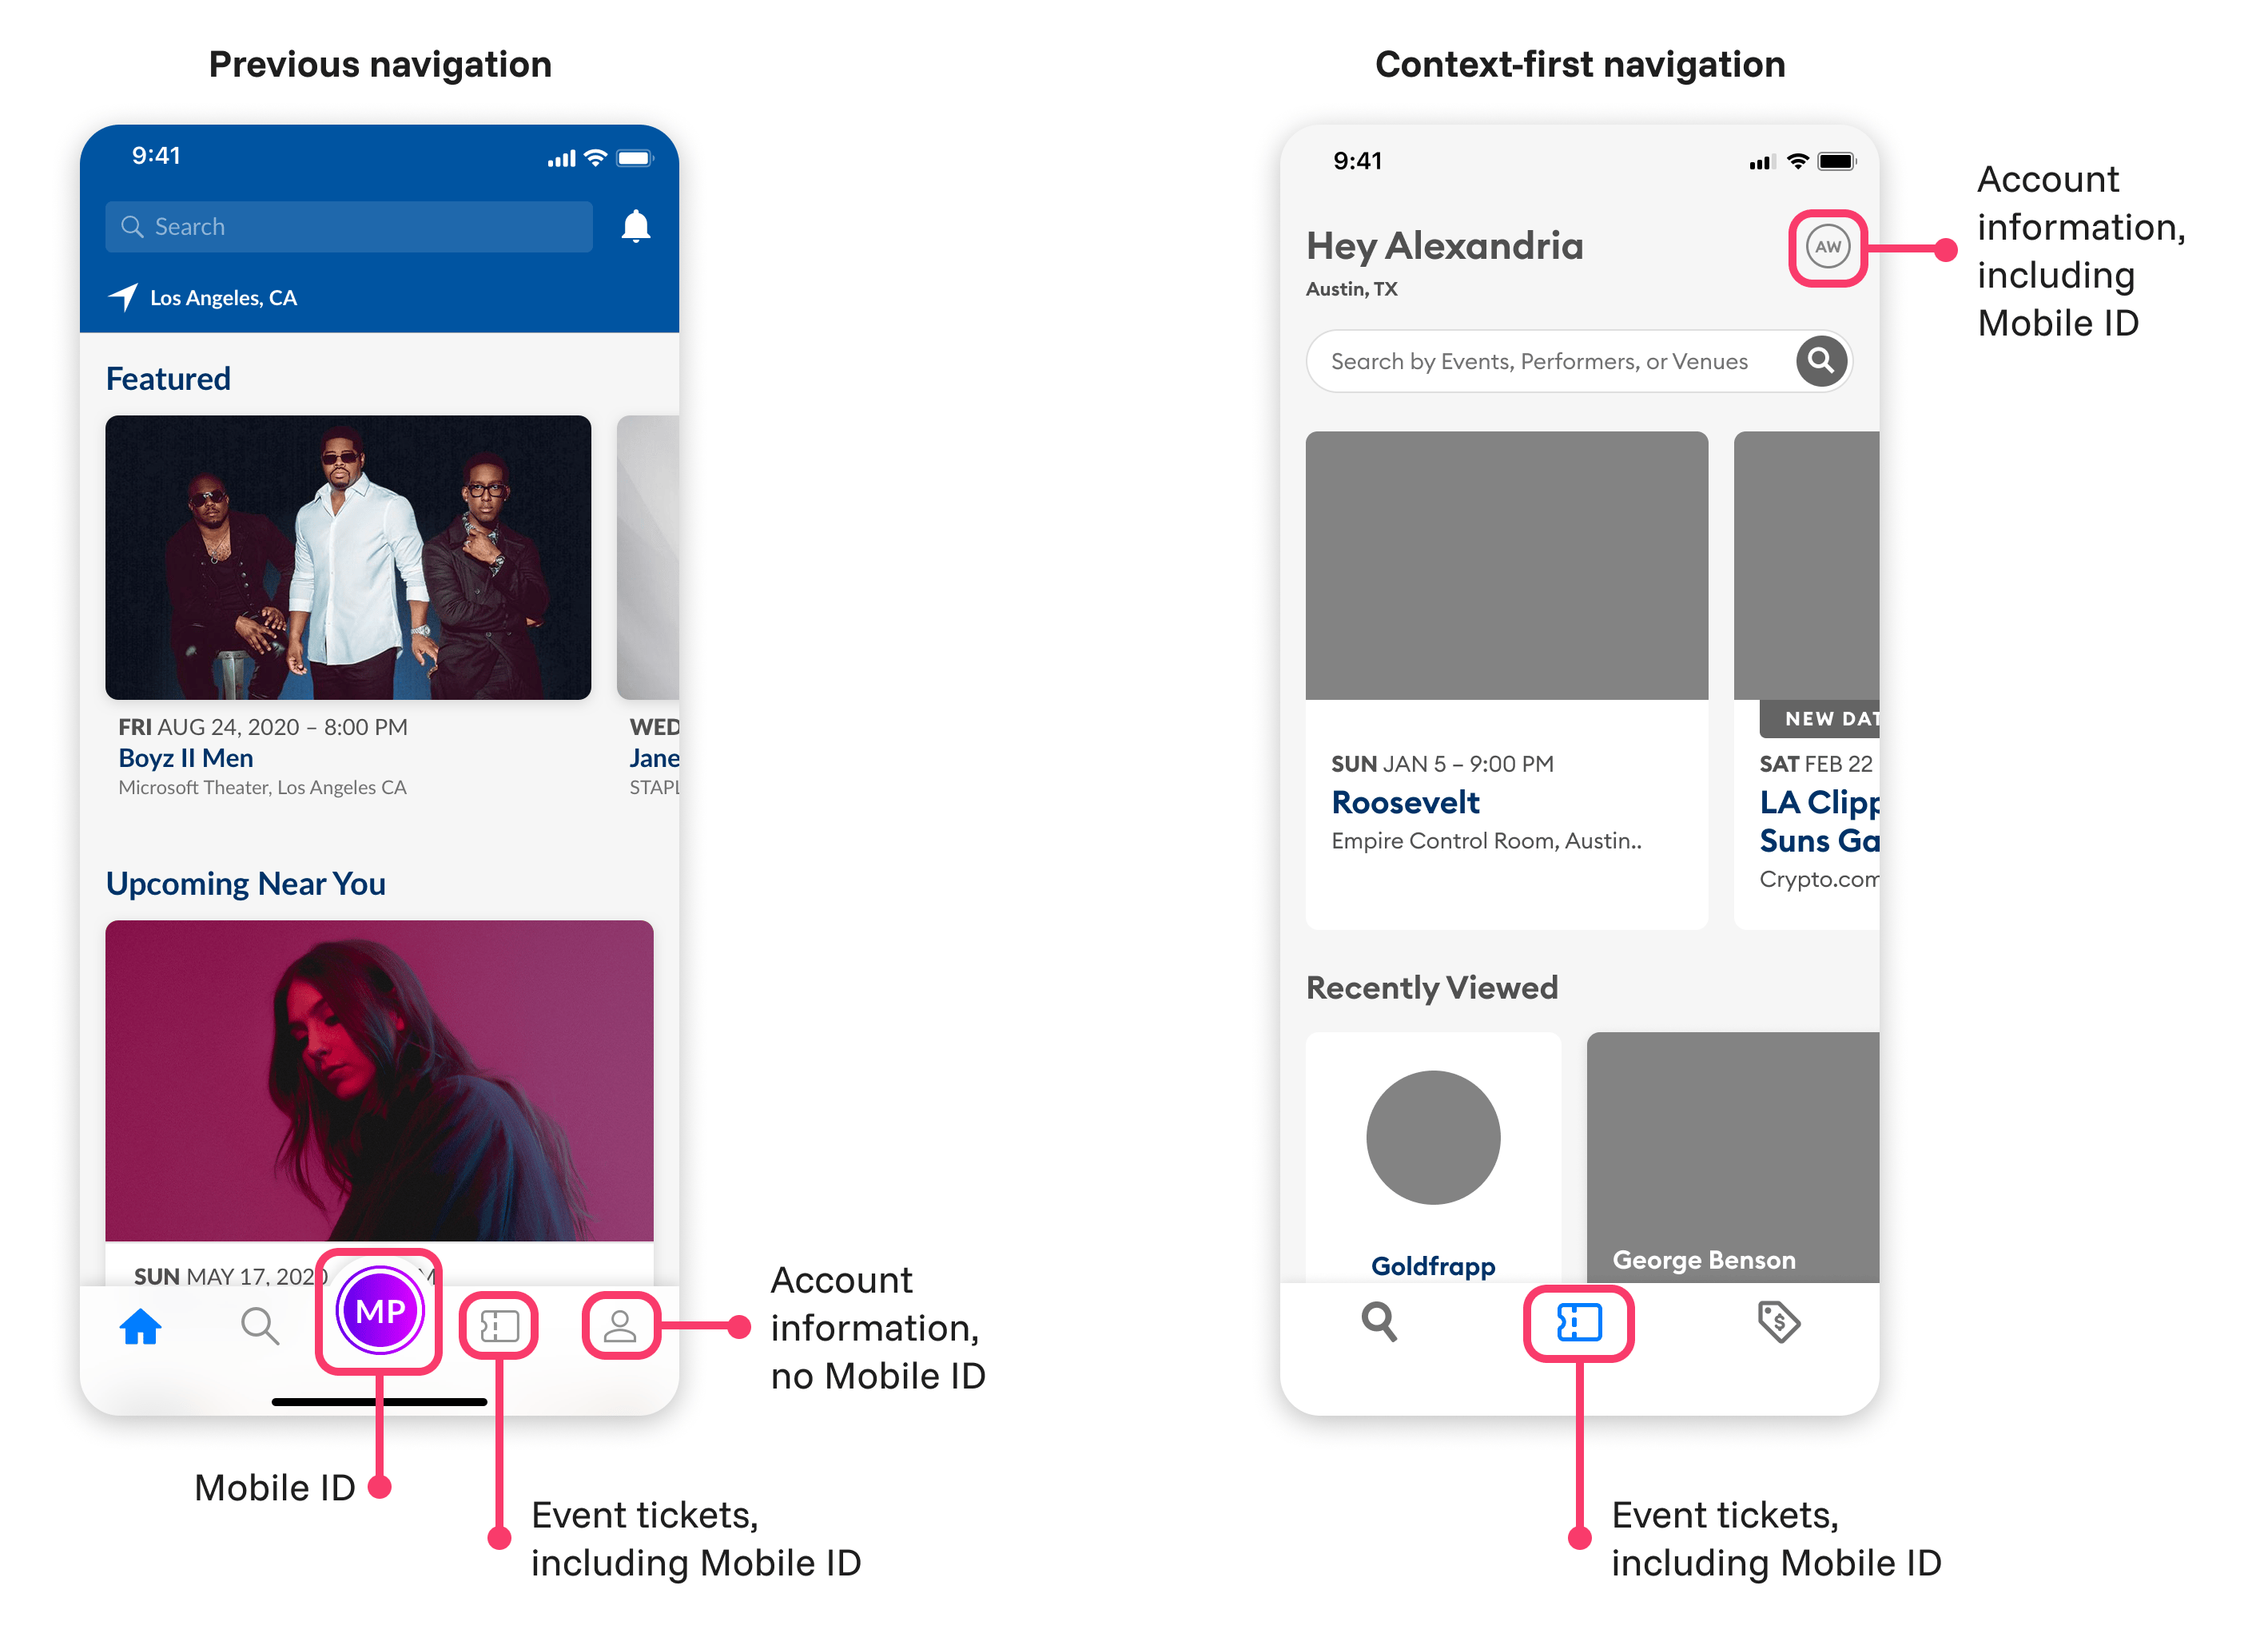 Previous navigation
9:41
Search
Los Angeles, CA
Featured
FRI AUG 24, 2020 – 8:00 PM
Boyz II Men
Microsoft Theater, Los Angeles CA
WED
Jane
STAPL
Upcoming Near You
SUN MAY 17, 2020
M
MP
Mobile ID
Event tickets,
including Mobile ID
Account
information,
no Mobile ID
Context-first navigation
9:41
Hey Alexandria
AW
Austin, TX
Search by Events, Performers, or Venues
SUN JAN 5 – 9:00 PM
Roosevelt
Empire Control Room, Austin..
NEW DAT
SAT FEB 22
LA Clipp
Suns Ga
Crypto.com
Recently Viewed
Goldfrapp
George Benson
$
Account
information,
including
Mobile ID
Event tickets,
including Mobile ID